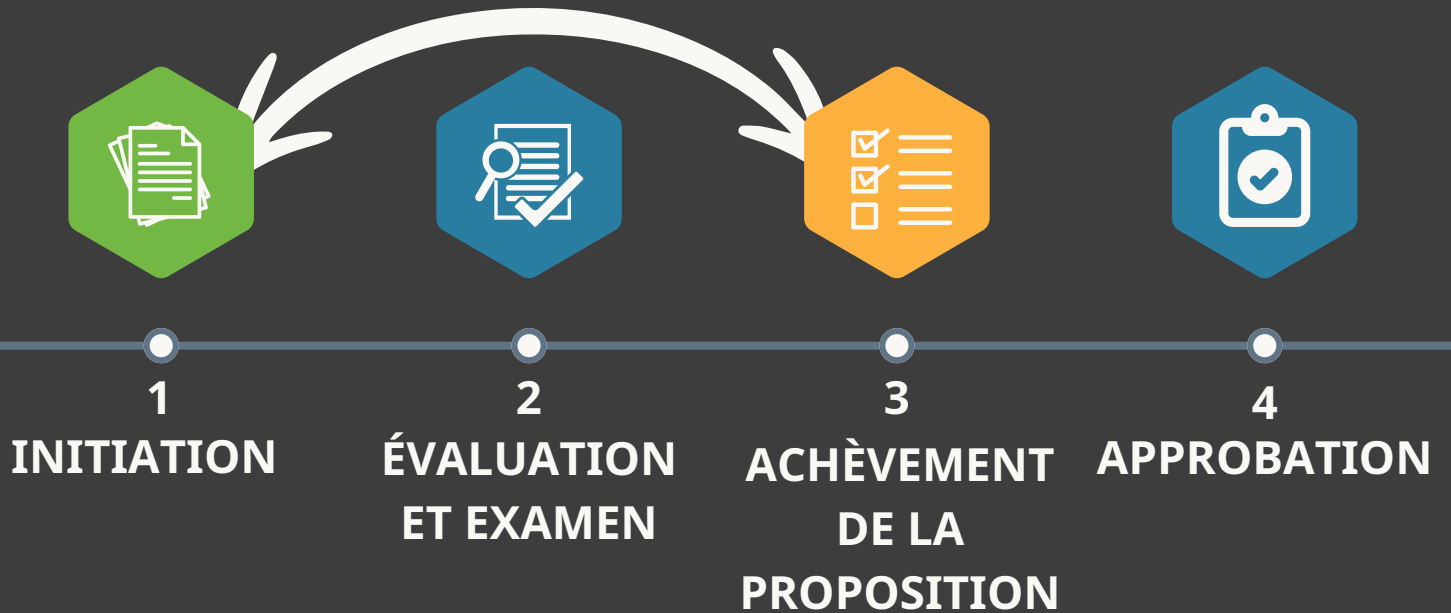 1
INITIATION
2
ÉVALUATION
ET EXAMEN
3
ACHÈVEMENT
DE LA
PROPOSITION
4
APPROBATION